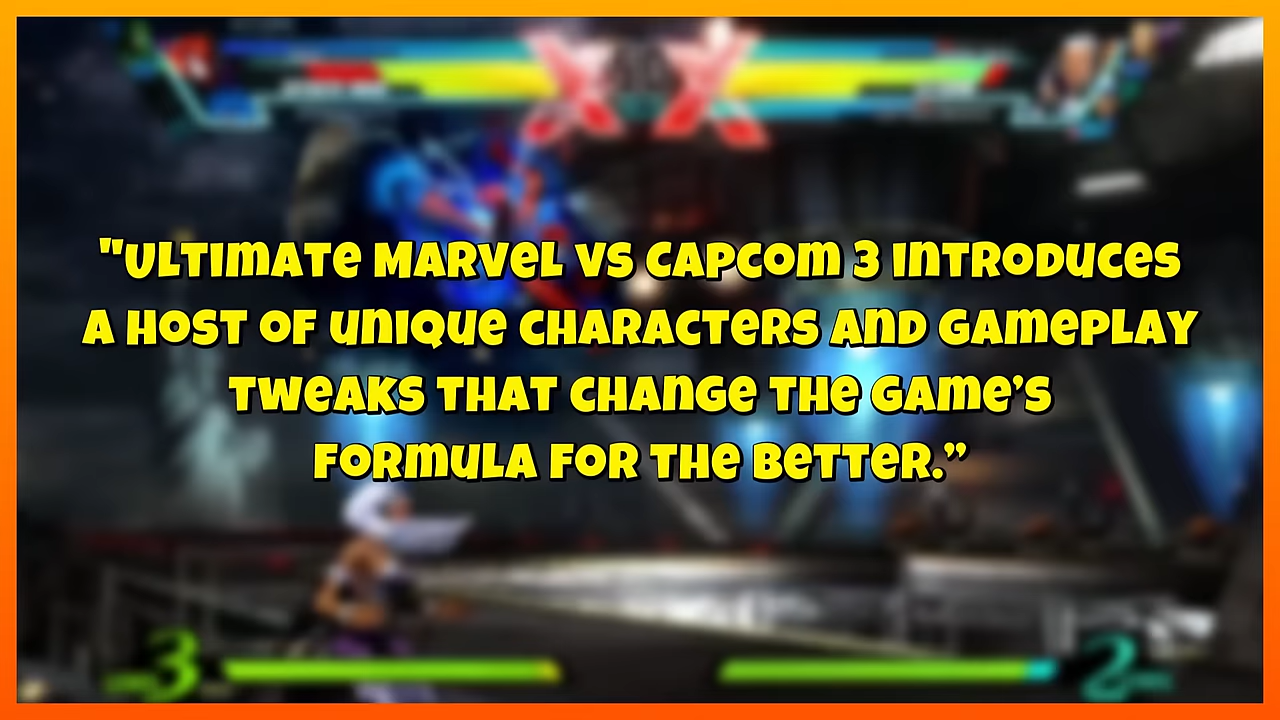 "Ultimate Marvel vs Capcom 3 introduces
a host of unique characters and gameplay
tweaks that change the game’s
formula for the better.”
3
2